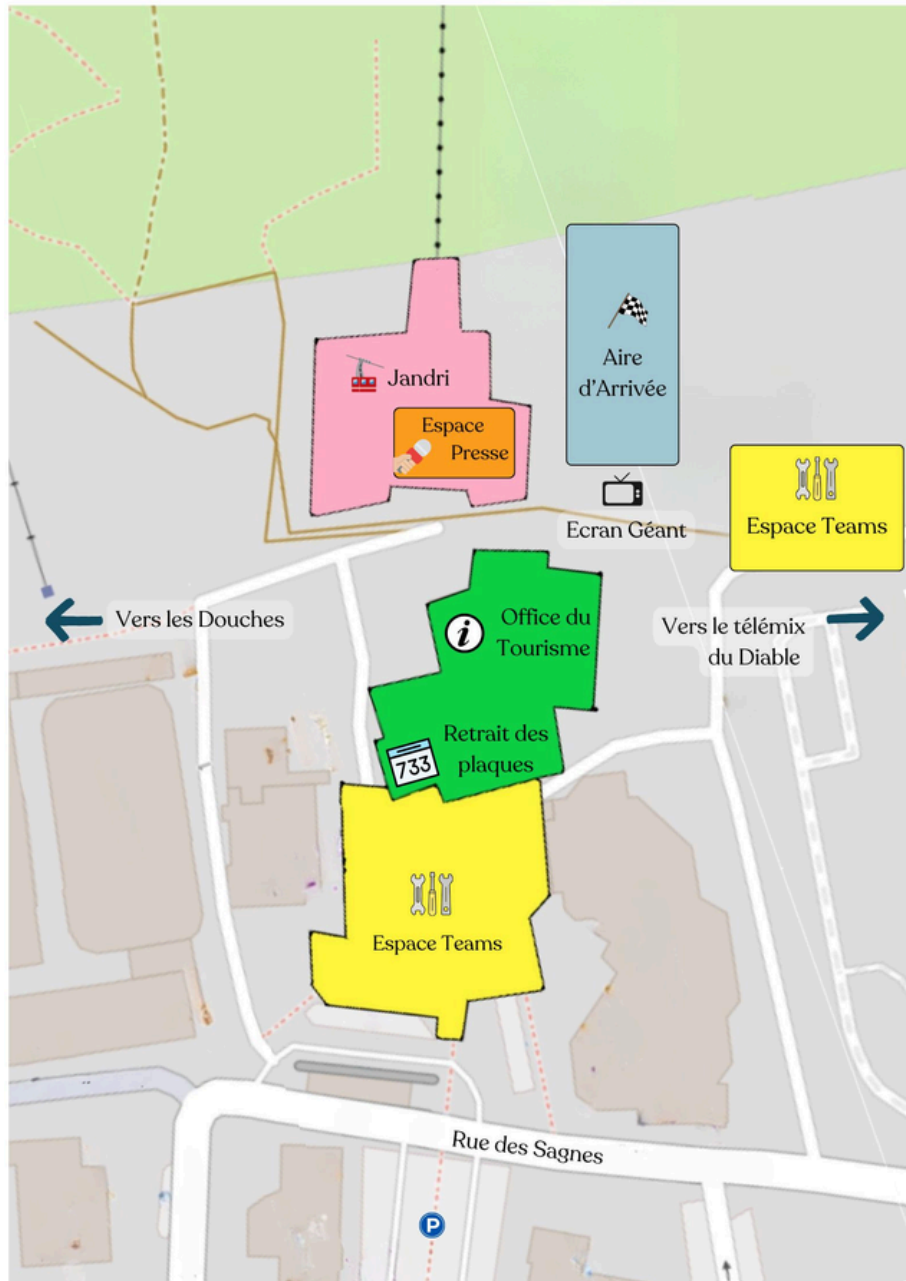 Jandri
Espace
Presse
Aire
d'Arrivée
Ecran Géant
Espace Teams
Vers les Douches
Office du
Tourisme
Vers le télémix
du Diable
Retrait des
plaques
733
Espace Teams
Rue des Sagnes
P